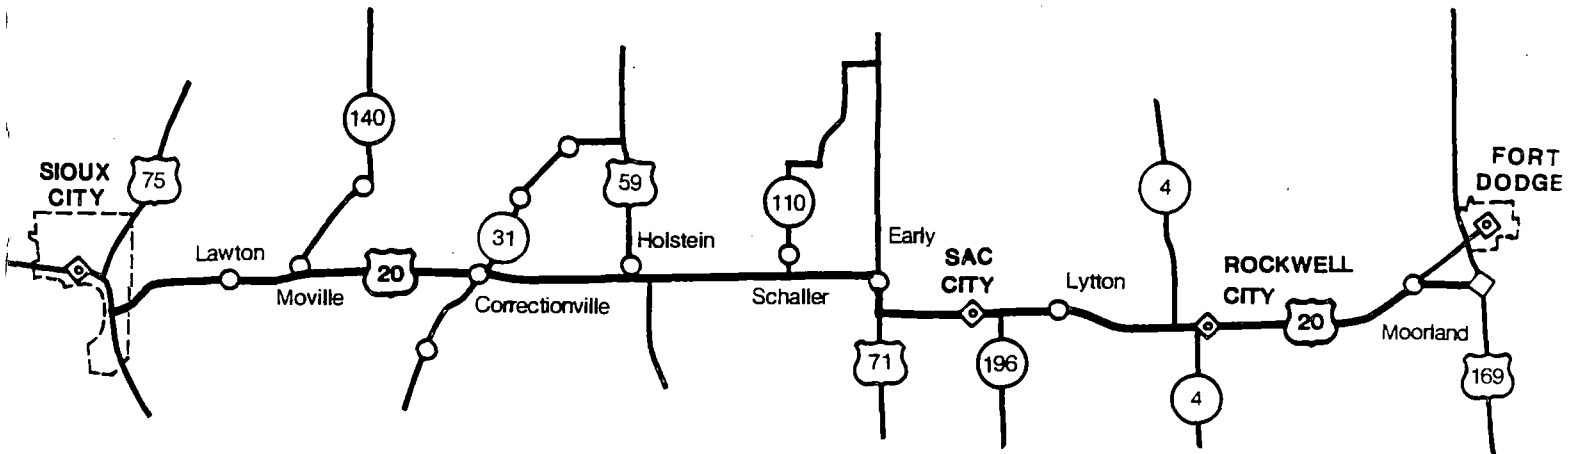 SIOUX
CITY
75
Lawton
140
Moville
20
31
Correctionville
59
Holstein
110
Schaller
Early
71
SAC
CITY
196
Lytton
4
4
ROCKWELL
CITY
20
Moorland
FORT
DODGE
169